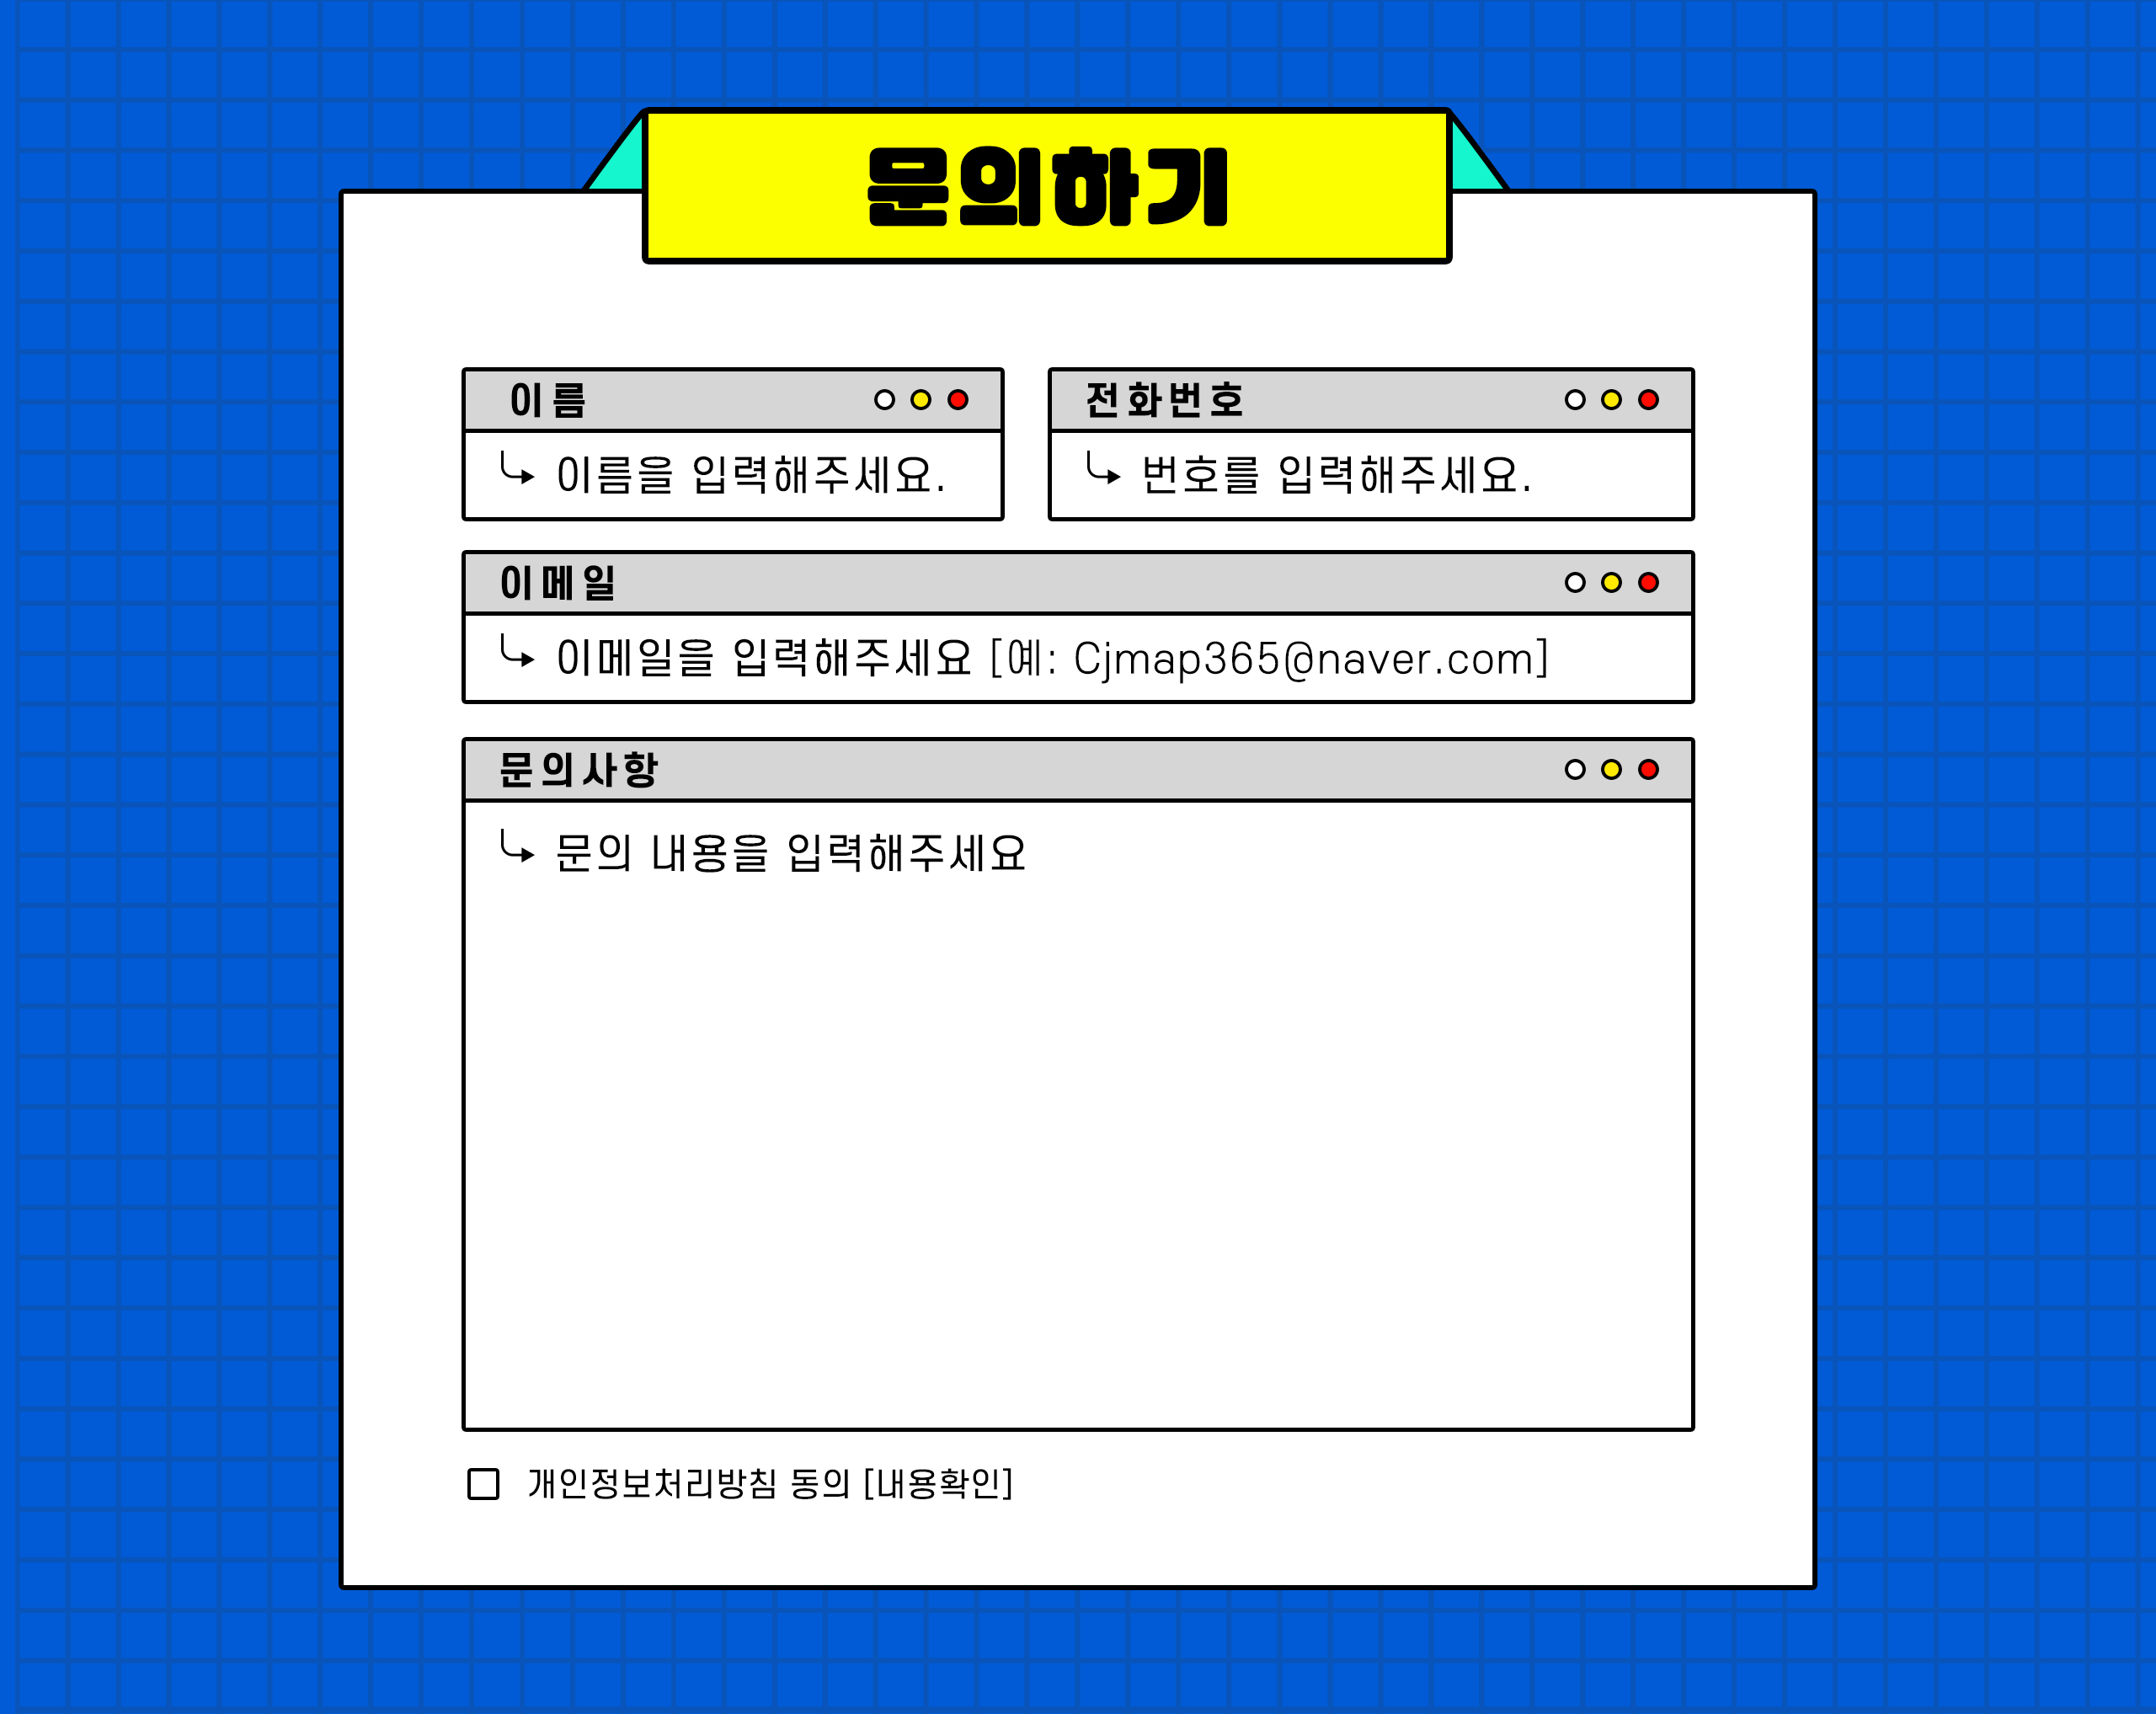 문의하기
이름
전화번호
이름을 입력해주세요.
번호를 입력해주세요.
이메일
이메일을 입력해주세요 [예: Cjmap365@naver.com]
문의사항
문의 내용을 입력해주세요
개인정보처리방침 동의 [내용확인]